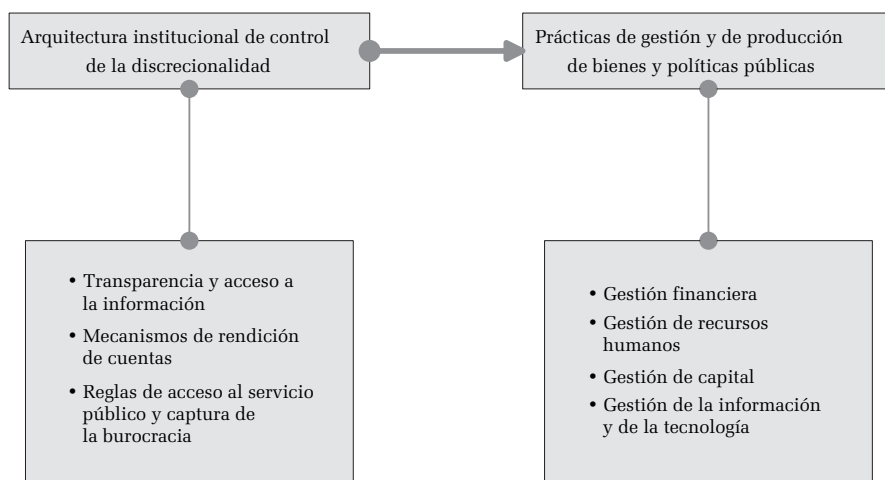 Arquitectura institucional de control
de la discrecionalidad
Prácticas de gestión y de producción
de bienes y políticas públicas
• Transparencia y acceso a
la información
• Mecanismos de rendición
de cuentas
• Reglas de acceso al servicio
público y captura de
la burocracia
• Gestión financiera
• Gestión de recursos
humanos
• Gestión de capital
• Gestión de la información
y de la tecnología